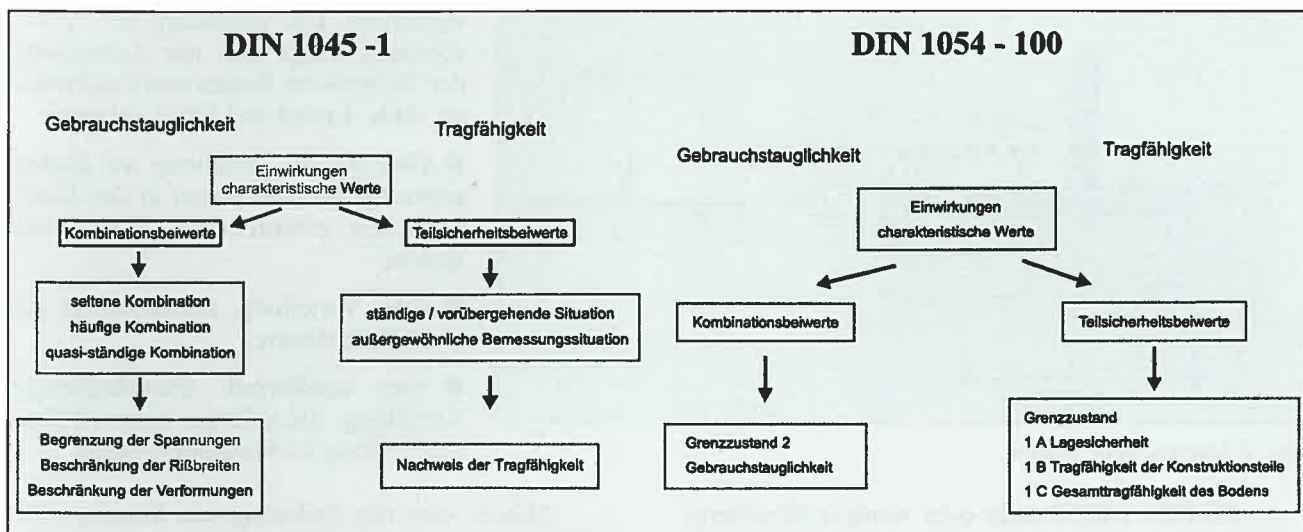 DIN 1045 -1
Gebrauchstauglichkeit
Tragfähigkeit
Einwirkungen
charakteristische Werte
Kombinationsbeiwerte
Teilsicherheitsbeiwerte
seltene Kombination
häufige Kombination
quasi-ständige Kombination
ständige / vorübergehende Situation
außergewöhnliche Bemessungssituation
Begrenzung der Spannungen
Beschränkung der Rißbreiten
Beschränkung der Verformungen
Nachweis der Tragfähigkeit
DIN 1054 - 100
Gebrauchstauglichkeit
Tragfähigkeit
Einwirkungen
charakteristische Werte
Kombinationsbeiwerte
Teilsicherheitsbeiwerte
Grenzzustand 2
Gebrauchstauglichkeit
Grenzzustand
1 A Lagesicherheit
1 B Tragfähigkeit der Konstruktionsteile
1 C Gesamttragfähigkeit des Bodens